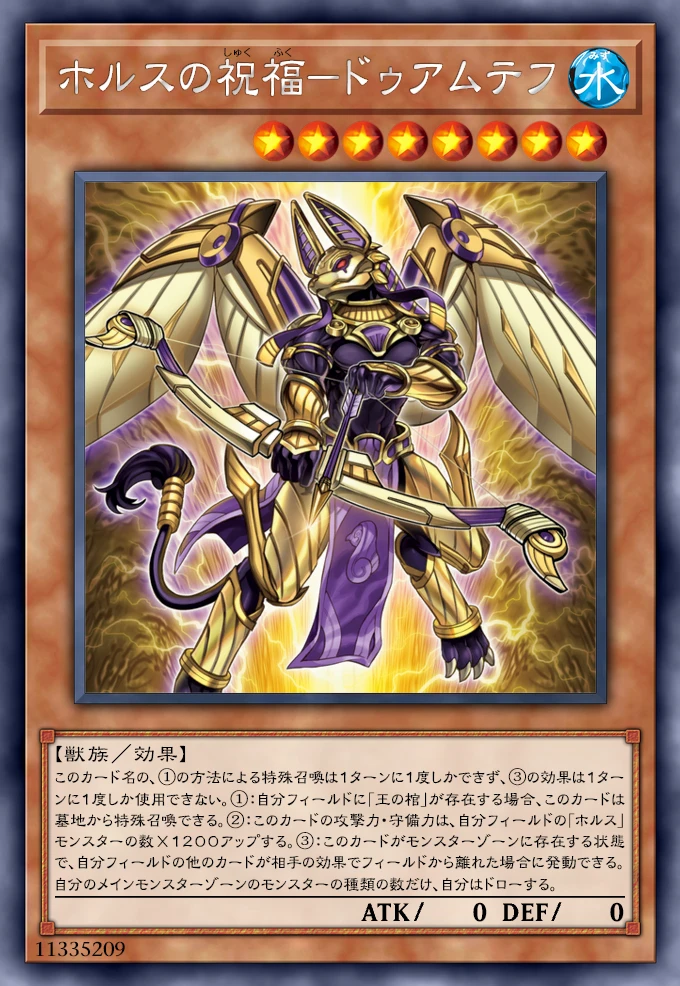 ホルスの祝福－ドゥアムテフ
しゅく ふく
みず
水
【獣族／効果】
このカード名の、①の方法による特殊召喚は1ターンに1度しかできず、③の効果は1ター
ンに1度しか使用できない。①：自分フィールドに「王の棺」が存在する場合、このカードは
墓地から特殊召喚できる。②：このカードの攻撃力・守備力は、自分フィールドの「ホルス」
モンスターの数×1200アップする。③：このカードがモンスターゾーンに存在する状態
で、自分フィールドの他のカードが相手の効果でフィールドから離れた場合に発動できる。
自分のメインモンスターゾーンのモンスターの種類の数だけ、自分はドローする。
ATK/ 0 DEF/ 0
11335209